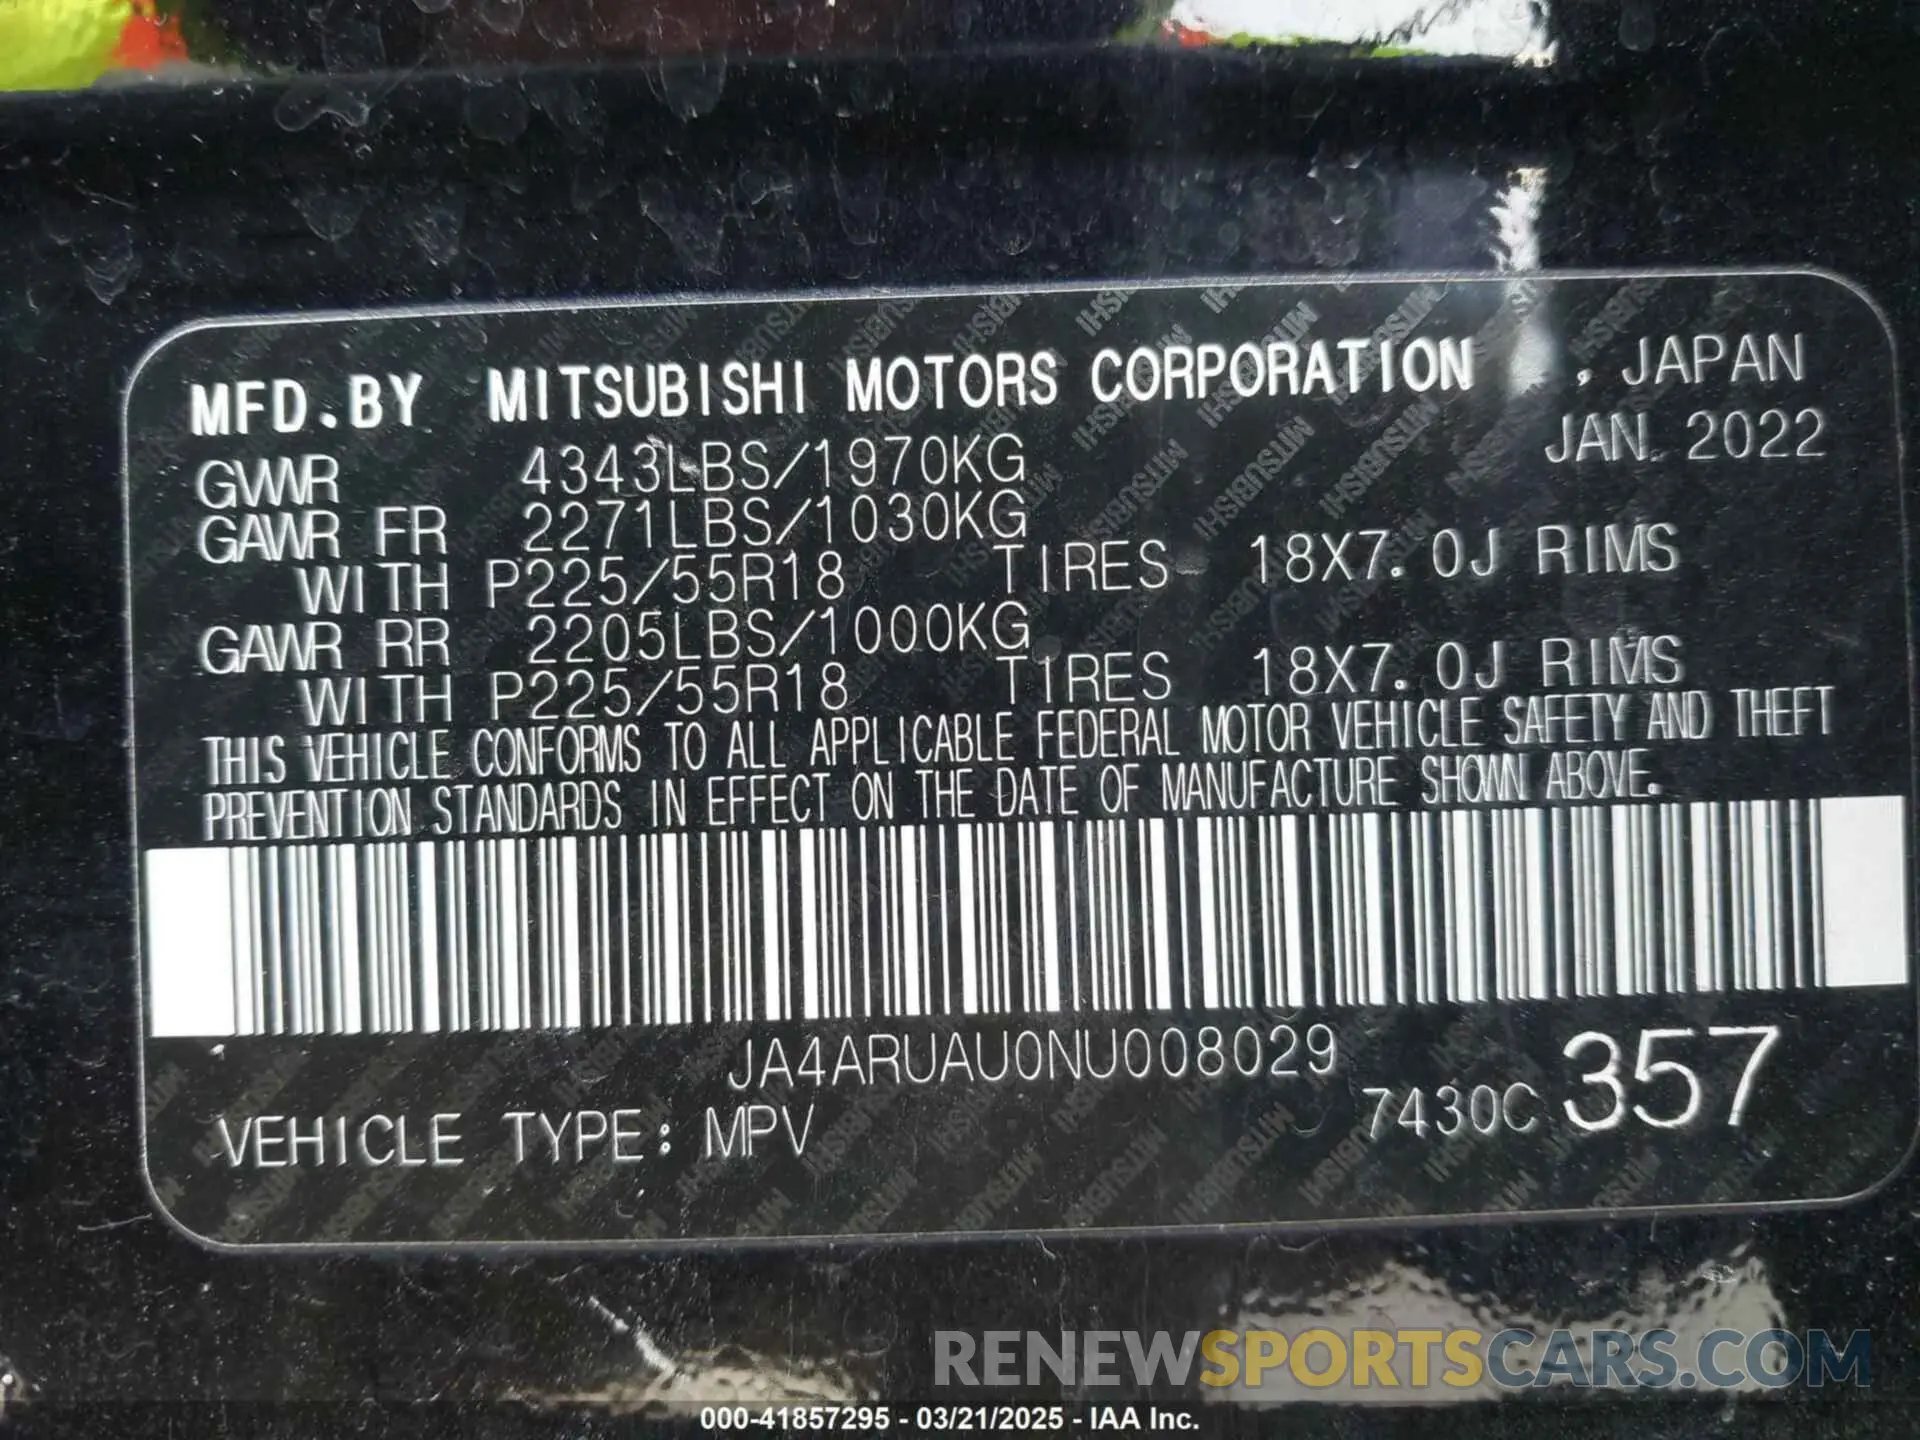 MFD.BY MITSUBISHI MOTORS CORPORATION , JAPAN
JAN. 2022
GVWR 4343LBS/1970KG
GAWR FR 2271LBS/1030KG
WITH P225/55R18 TIRES 18X7.0J RIMS
GAWR RR 2205LBS/1000KG
WITH P225/55R18 TIRES 18X7.0J RIMS
THIS VEHICLE CONFORMS TO ALL APPLICABLE FEDERAL MOTOR VEHICLE SAFETY AND THEFT
PREVENTION STANDARDS IN EFFECT ON THE DATE OF MANUFACTURE SHOWN ABOVE.
JA4ARUAU0NU008029
VEHICLE TYPE: MPV 7430C 357
RENEWSPORTSCARS.COM
000-41857295 - 03/21/2025 - IAA Inc.